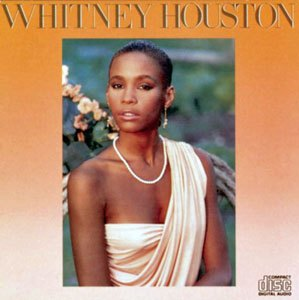 WHITNEY HOUSTON
COMPACT
disc
DIGITAL AUDIO